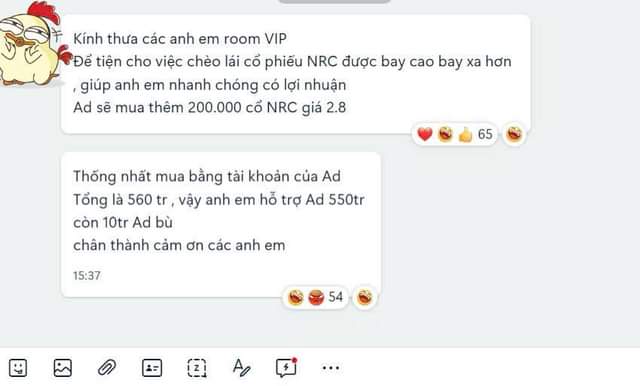 Kính thưa các anh em room VIP
Để tiện cho việc chèo lái cổ phiếu NRC được bay cao bay xa hơn
, giúp anh em nhanh chóng có lợi nhuận
Ad sẽ mua thêm 200.000 cổ NRC giá 2.8
65
Thống nhất mua bằng tài khoản của Ad
Tổng là 560 tr , vậy anh em hỗ trợ Ad 550tr
còn 10tr Ad bù
chân thành cảm ơn các anh em
15:37
54